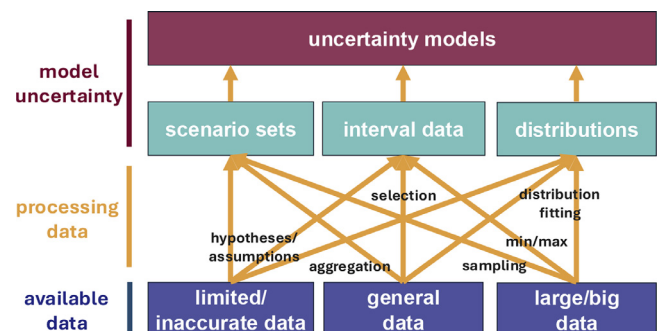 uncertainty models
model
uncertainty
scenario sets
interval data
distributions
processing
data
selection
distribution
fitting
hypotheses/
assumptions
min/max
aggregation
sampling
available
data
limited/
inaccurate data
general
data
large/big
data